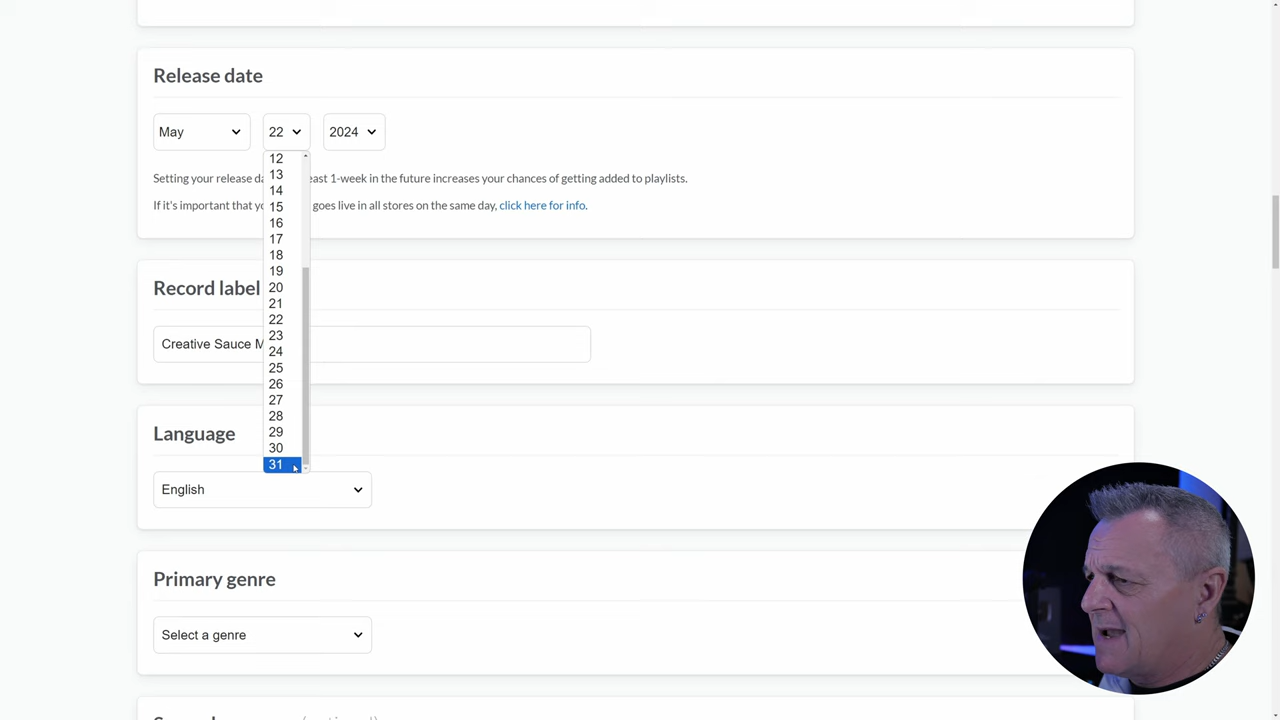 Release date
May 22 2024
12
13
14
15
16
17
18
19
20
21
22
23
24
25
26
27
28
29
30
31
Setting your release da east 1-week in the future increases your chances of getting added to playlists.
If it's important that yo goes live in all stores on the same day, click here for info.
Record label
Creative Sauce M
Language
English
Primary genre
Select a genre